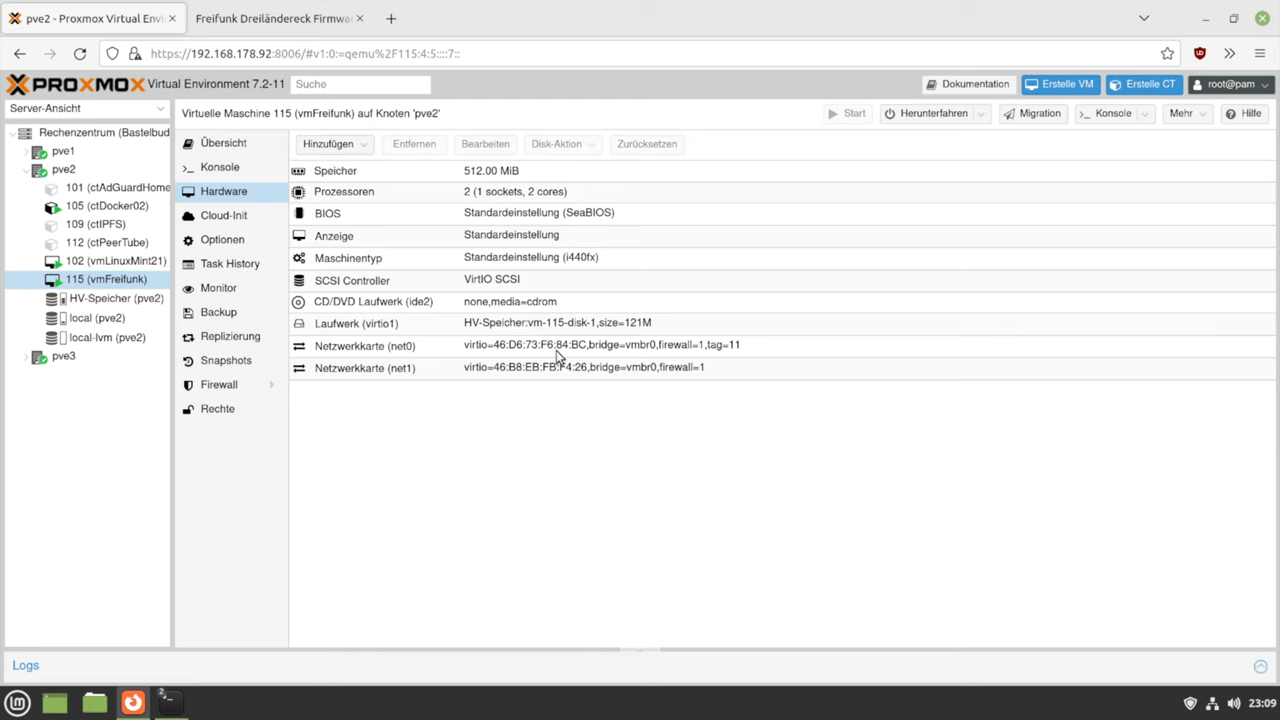 pve2 - Proxmox Virtual Envi
Freifunk Dreiländereck Firmwa
https://192.168.178.92:8006/#v1:0:=qemu%2F115:4:5::::7::
PROXMOX Virtual Environment 7.2-11
Suche
Dokumentation
Erstelle VM
Erstelle CT
root@pam
Server-Ansicht
Virtuelle Maschine 115 (vmFreifunk) auf Knoten 'pve2'
Start
Herunterfahren
Migration
Konsole
Mehr
Hilfe
Rechenzentrum (Bastelbud
pve1
pve2
101 (ctAdGuardHome
105 (ctDocker02)
109 (ctIPFS)
112 (ctPeerTube)
102 (vmLinuxMint21)
115 (vmFreifunk)
HV-Speicher (pve2)
local (pve2)
local-lvm (pve2)
pve3
Übersicht
Konsole
Hardware
Cloud-Init
Optionen
Task History
Monitor
Backup
Replizierung
Snapshots
Firewall
Rechte
Hinzufügen
Entfernen
Bearbeiten
Disk-Aktion
Zurücksetzen
Speicher 512.00 MiB
Prozessoren 2 (1 sockets, 2 cores)
BIOS Standardeinstellung (SeaBIOS)
Anzeige Standardeinstellung
Maschinentyp Standardeinstellung (i440fx)
SCSI Controller VirtIO SCSI
CD/DVD Laufwerk (ide2) none,media=cdrom
Laufwerk (virtio1) HV-Speicher:vm-115-disk-1,size=121M
Netzwerkkarte (net0) virtio=46:D6:73:F6:84:BC,bridge=vmbr0,firewall=1,tag=11
Netzwerkkarte (net1) virtio=46:B8:EB:FB:F4:26,bridge=vmbr0,firewall=1
Logs
2
23:09